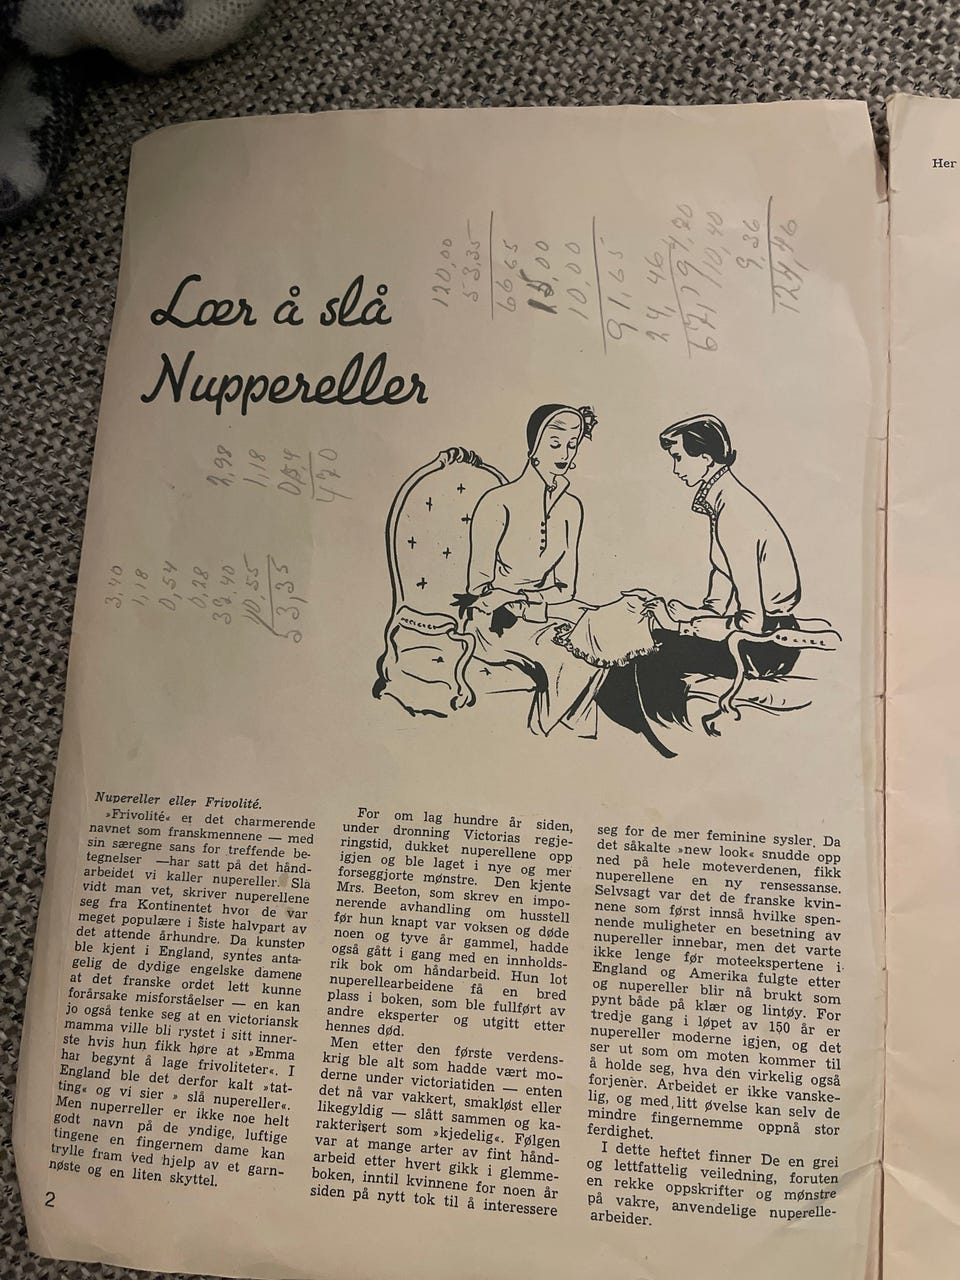 Her
Lær å slå
Nuppereller
120,00
53,35
66,65
15,00
10,00
91,65
24,46
9,36
2,98
1,18
4,70
3,40
1,18
0,54
0,28
10,55
53,35
Nupereller eller Frivolité.
»Frivolité« er det charmerende
navnet som franskmennene — med
sin særegne sans for treffende be-
tegnelser —har satt på det hånd-
arbeidet vi kaller nupereller. Sla
vidt man vet, skriver nuperellene
seg fra Kontinentet hvor de var
meget populære i siste halvpart av
det attende århundre. Da kunsten
ble kjent i England, syntes anta-
gelig de dydige engelske damene
at det franske ordet lett kunne
forårsake misforståelser — en kan
jo også tenke seg at en victoriansk
mamma ville bli rystet i sitt inner-
ste hvis hun fikk høre at »Emma
har begynt å lage frivoliteter«. I
England ble det derfor kalt »tat-
ting« og vi sier » slå nupereller«.
Men nuperreller er ikke noe helt
godt navn på de yndige, luftige
tingene en fingernem dame kan
trylle fram ved hjelp av et garn-
nøste og en liten skyttel.
2
For om lag hundre år siden,
under dronning Victorias regje-
ringstid, dukket nuperellene opp
igjen og ble laget i nye og mer
forseggjorte mønstre. Den kjente
Mrs. Beeton, som skrev en impo-
nerende avhandling om husstell
før hun knapt var voksen og døde
noen og tyve år gammel, hadde
også gått i gang med en innholds-
rik bok om håndarbeid. Hun lot
nuperellearbeidene få en bred
plass i boken, som ble fullført av
andre eksperter og utgitt etter
hennes død.
Men etter den første verdens-
krig ble alt som hadde vært mo-
derne under victoriatiden — enten
det nå var vakkert, smakløst eller
likegyldig — slått sammen og ka-
rakterisert som »kjedelig«. Følgen
var at mange arter av fint hånd-
arbeid etter hvert gikk i glemme-
boken, inntil kvinnene for noen år
siden på nytt tok til å interessere
seg for de mer feminine sysler. Da
det såkalte »new look« snudde opp
ned på hele moteverdenen, fikk
nuperellene en ny rensessanse.
Selvsagt var det de franske kvin-
nene som først innså hvilke spen-
nende muligheter en besetning av
nupereller innebar, men det varte
ikke lenge før moteekspertene i
England og Amerika fulgte etter
og nupereller blir nå brukt som
pynt både på klær og lintøy. For
tredje gang i løpet av 150 år er
nupereller moderne igjen, og det
ser ut som om moten kommer til
å holde seg, hva den virkelig også
forjener. Arbeidet er ikke vanske-
lig, og med litt øvelse kan selv de
mindre fingernemme oppnå stor
ferdighet.
I dette heftet finner De en grei
og lettfattelig veiledning, foruten
en rekke oppskrifter og mønstre
på vakre, anvendelige nuperelle-
arbeider.